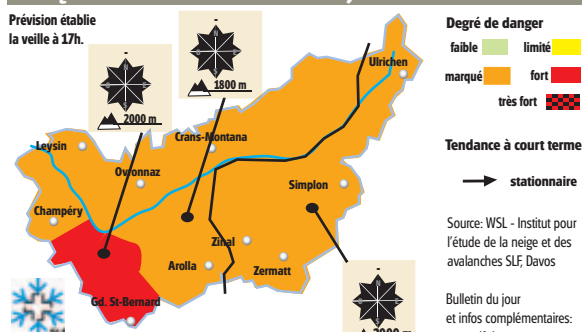 Prévision établie
la veille à 17h.
-
2000 m
-
1800 m
Ulrichen
Leysin
Crans-Montana
Ovronnaz
Simplon
Champéry
Zinal
Arolla
Zermatt
Gd. St-Bernard
-
2000 m
Degré de danger
faible
limité
marqué
fort
très fort
Tendance à court terme
stationnaire
Source: WSL - Institut pour
l'étude de la neige et des
avalanches SLF, Davos
Bulletin du jour
et infos complémentaires: